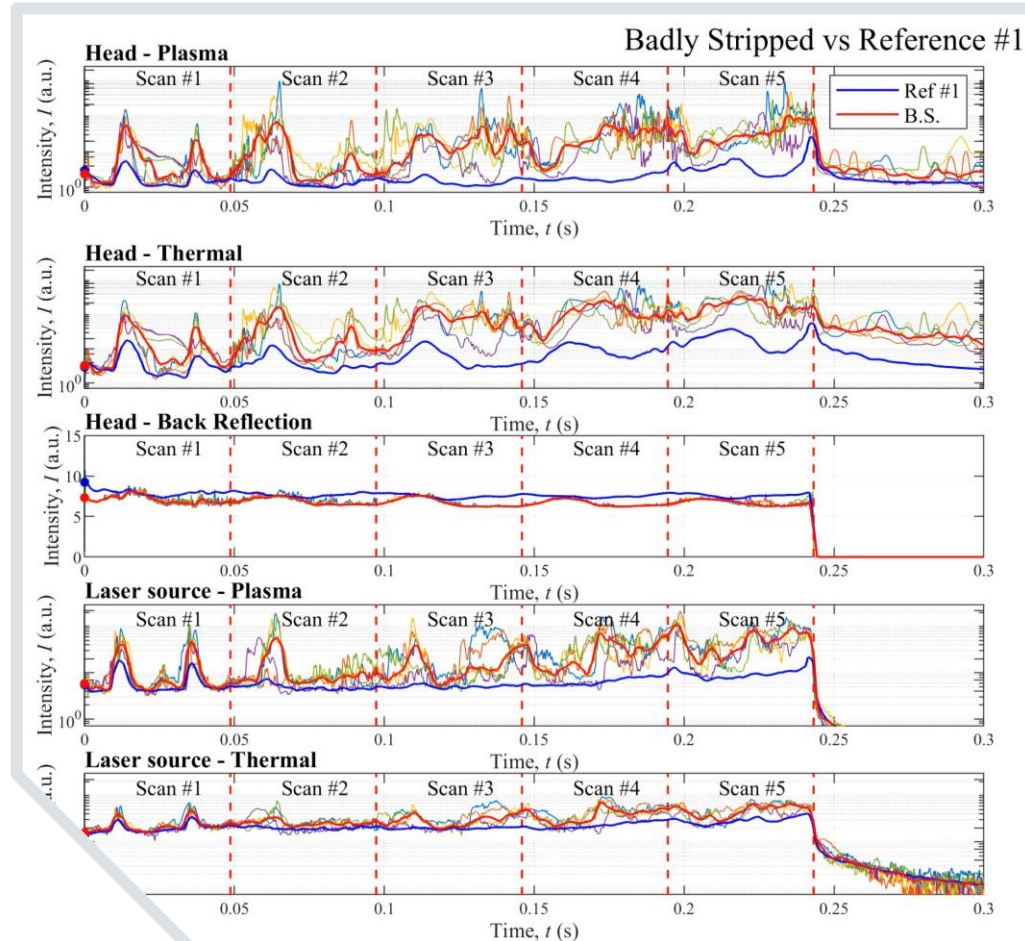 Badly Stripped vs Reference #1
Head - Plasma
Intensity, I (a.u.)
10⁰
Scan #1 Scan #2 Scan #3 Scan #4 Scan #5
Ref #1
B.S.
0 0.05 0.1 0.15 0.2 0.25 0.3
Time, t (s)
Head - Thermal
Intensity, I (a.u.)
10⁰
Scan #1 Scan #2 Scan #3 Scan #4 Scan #5
0 0.05 0.1 0.15 0.2 0.25 0.3
Time, t (s)
Head - Back Reflection
Intensity, I (a.u.)
15
10
5
0
Scan #1 Scan #2 Scan #3 Scan #4 Scan #5
0 0.05 0.1 0.15 0.2 0.25 0.3
Time, t (s)
Laser source - Plasma
Intensity, I (a.u.)
10⁰
Scan #1 Scan #2 Scan #3 Scan #4 Scan #5
0 0.05 0.1 0.15 0.2 0.25 0.3
Time, t (s)
Laser source - Thermal
.u.)
Scan #1 Scan #2 Scan #3 Scan #4 Scan #5
0.05 0.1 0.15 0.2 0.25 0.3
Time, t (s)